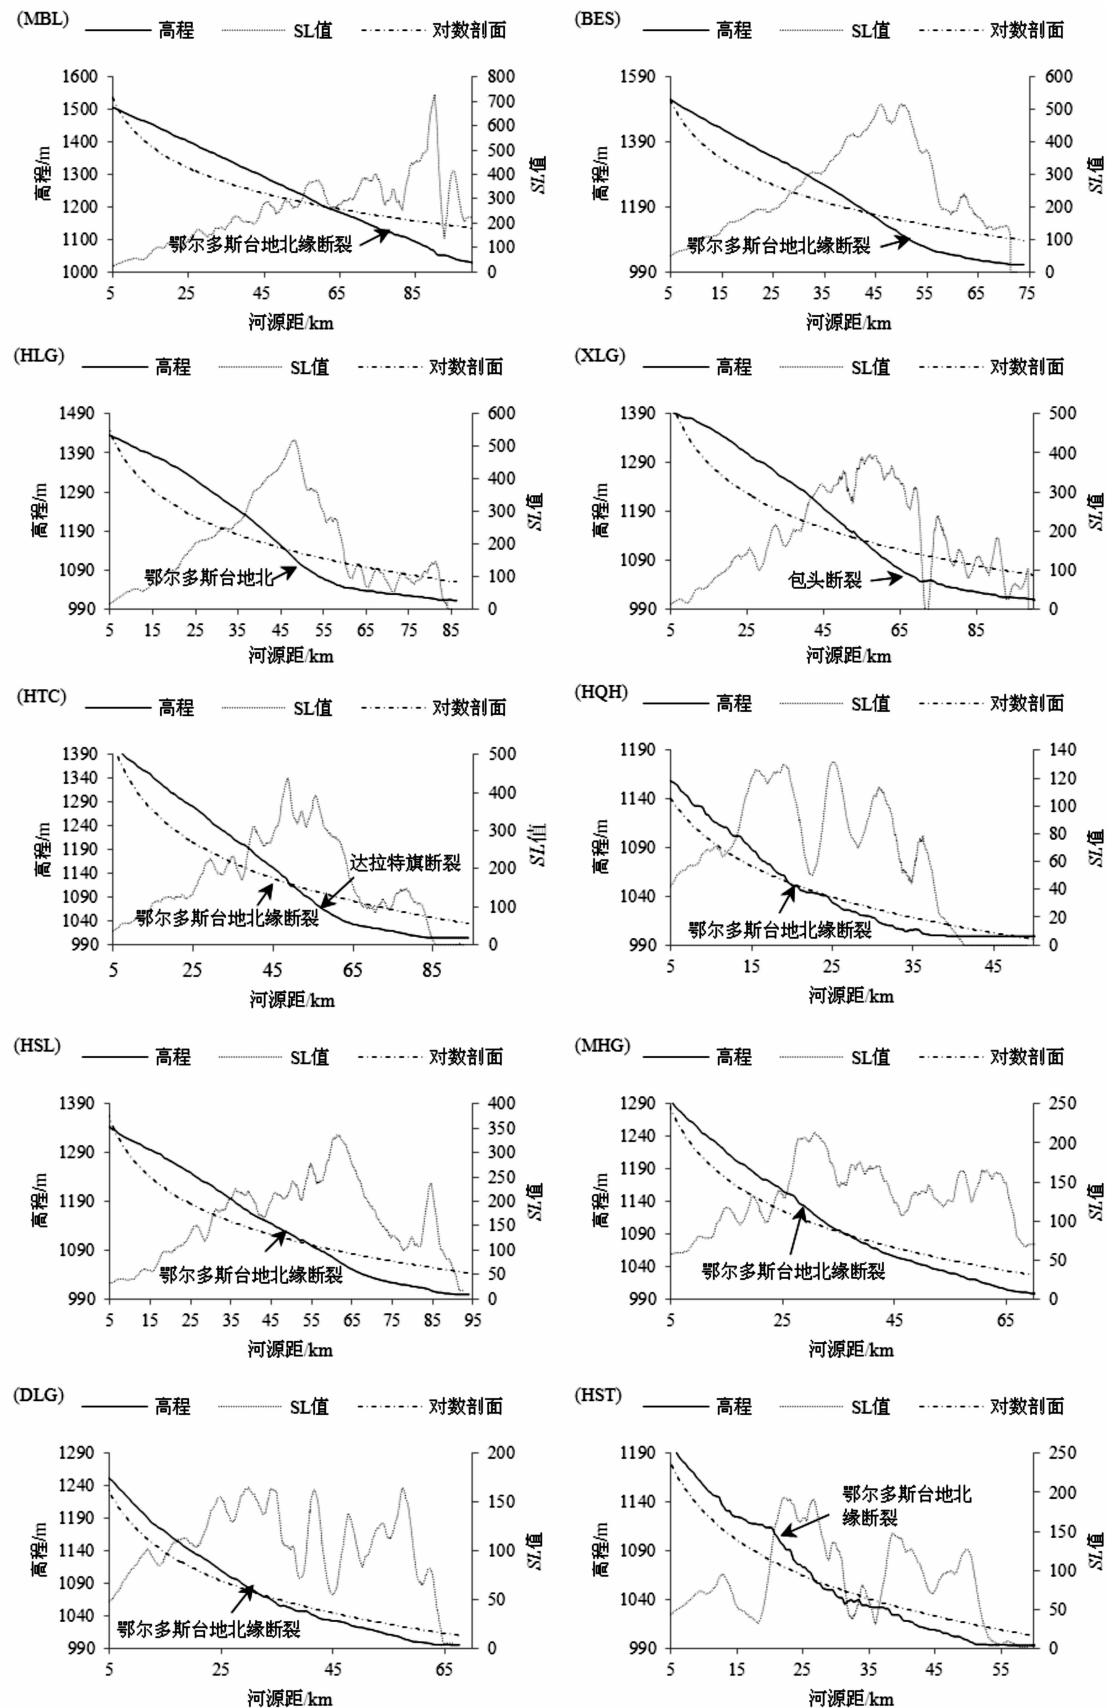 (MBL)
高程 SL值 对数剖面
1600 1500 1400 1300 1200 1100 1000
高程/m
800 700 600 500 400 300 200 100 0
SL值
鄂尔多斯台地北缘断裂
5 25 45 65 85
河源距/km
(BES)
高程 SL值 对数剖面
1590 1390 1190 990
高程/m
600 500 400 300 200 100 0
SL值
鄂尔多斯台地北缘断裂
5 15 25 35 45 55 65 75
河源距/km
(HLG)
高程 SL值 对数剖面
1490 1390 1290 1190 1090 990
高程/m
600 500 400 300 200 100 0
SL值
鄂尔多斯台地北
5 15 25 35 45 55 65 75 85
河源距/km
(XLG)
高程 SL值 对数剖面
1390 1290 1190 1090 990
高程/m
500 400 300 200 100 0
SL值
包头断裂
5 25 45 65 85
河源距/km
(HTC)
高程 SL值 对数剖面
1390 1340 1290 1240 1190 1140 1090 1040 990
高程/m
500 400 300 200 100 0
SL值
达拉特旗断裂
鄂尔多斯台地北缘断裂
5 25 45 65 85
河源距/km
(HQH)
高程 SL值 对数剖面
1190 1140 1090 1040 990
高程/m
140 120 100 80 60 40 20 0
SL值
鄂尔多斯台地北缘断裂
5 15 25 35 45
河源距/km
(HSL)
高程 SL值 对数剖面
1390 1290 1190 1090 990
高程/m
400 350 300 250 200 150 100 50 0
SL值
鄂尔多斯台地北缘断裂
5 15 25 35 45 55 65 75 85 94
河源距/km
(MHG)
高程 SL值 对数剖面
1290 1240 1190 1140 1090 1040 990
高程/m
250 200 150 100 50 0
SL值
鄂尔多斯台地北缘断裂
5 25 45 65
河源距/km
(DLG)
高程 SL值 对数剖面
1290 1240 1190 1140 1090 1040 990
高程/m
200 150 100 50 0
SL值
鄂尔多斯台地北缘断裂
5 25 45 65
河源距/km
(HST)
高程 SL值 对数剖面
1190 1140 1090 1040 990
高程/m
250 200 150 100 50 0
SL值
鄂尔多斯台地北
缘断裂
5 15 25 35 45 55
河源距/km